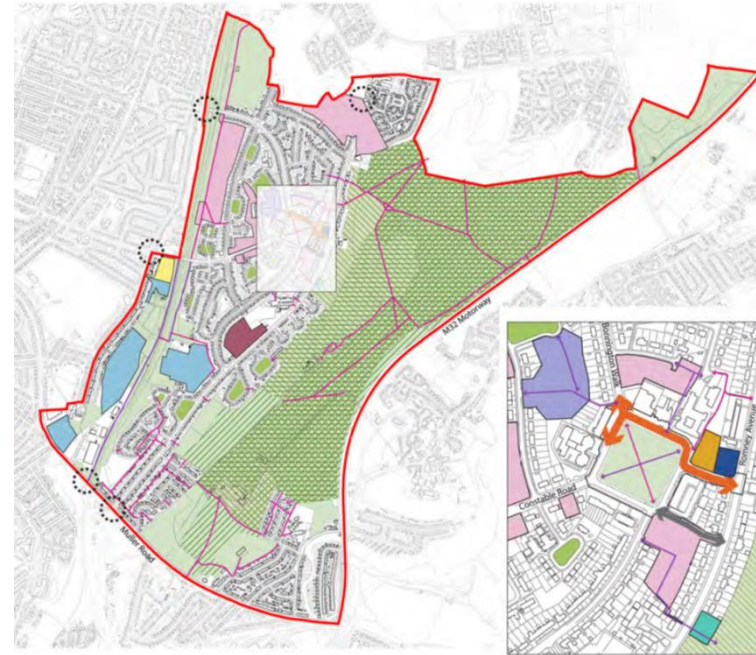 M32 Motorway
Muller Road
Bonnington Walk
Romney Avenue
Constable Road